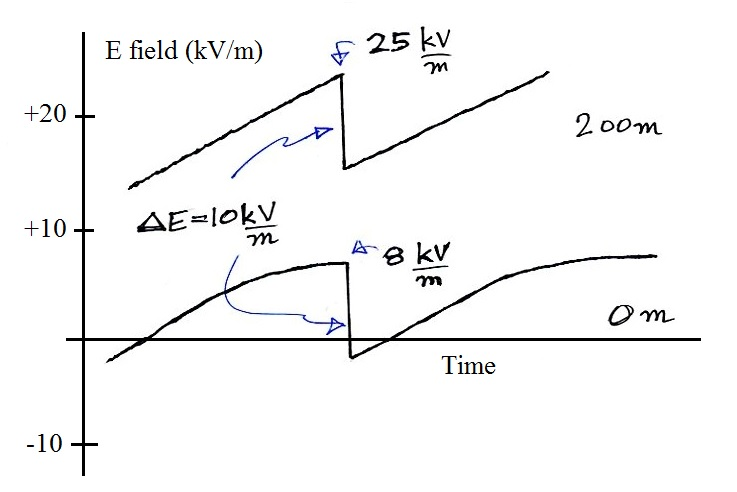 E field (kV/m)
25 kV/m
+20
200m
+10
ΔE=10kV/m
8 kV/m
0m
Time
-10